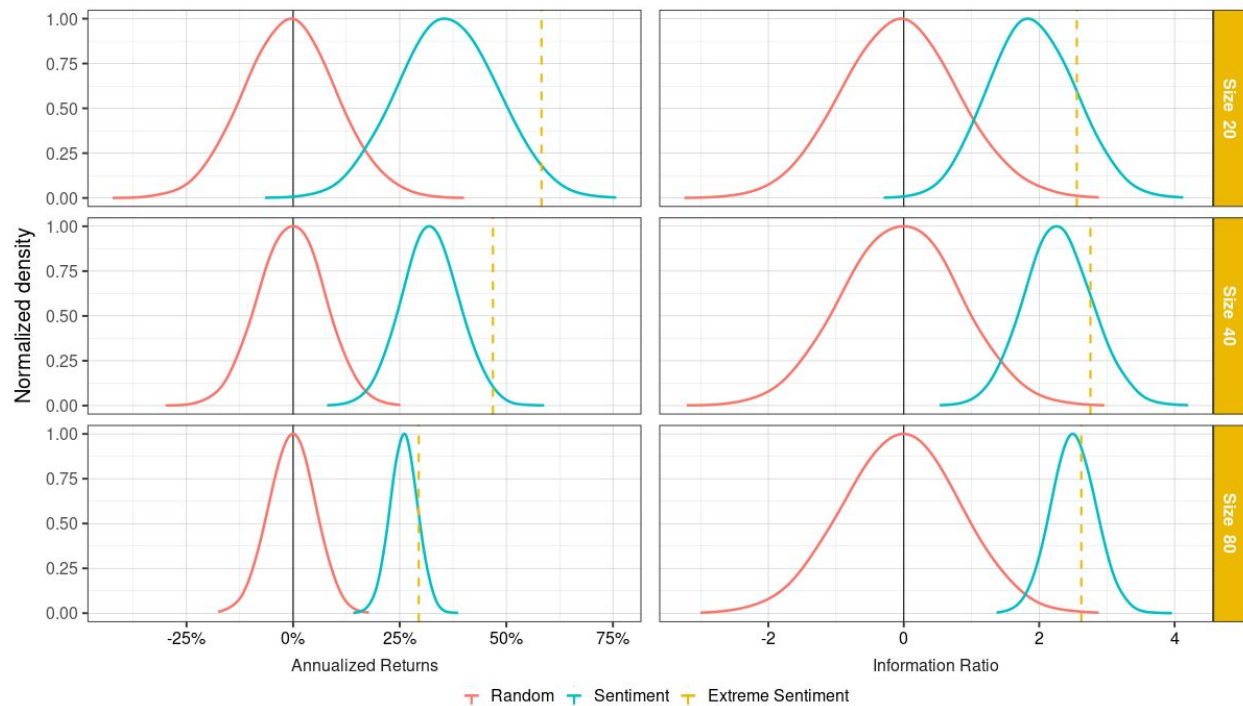 Normalized density
1.00
0.75
0.50
0.25
0.00
Size 20
1.00
0.75
0.50
0.25
0.00
Size 40
1.00
0.75
0.50
0.25
0.00
Size 80
-25% 0% 25% 50% 75%
-2 0 2 4
Annualized Returns
Information Ratio
Random Sentiment Extreme Sentiment